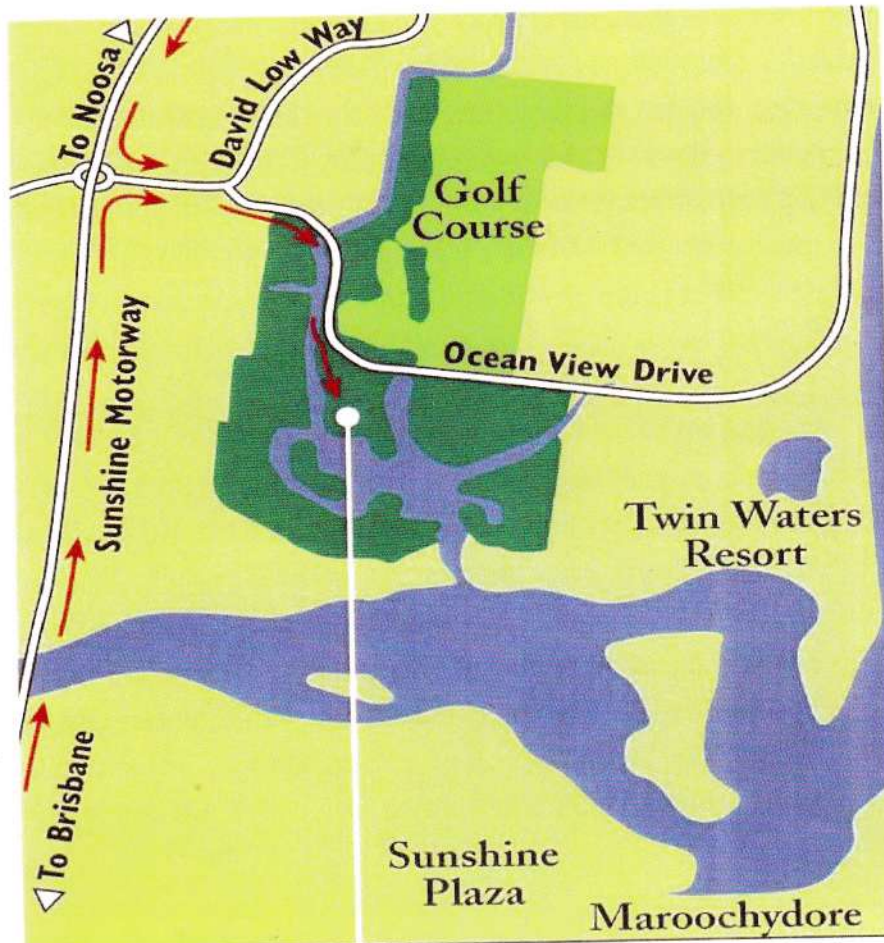 To Noosa
David Low Way
Golf
Course
Sunshine Motorway
Ocean View Drive
Twin Waters
Resort
To Brisbane
Sunshine
Plaza
Maroochydore